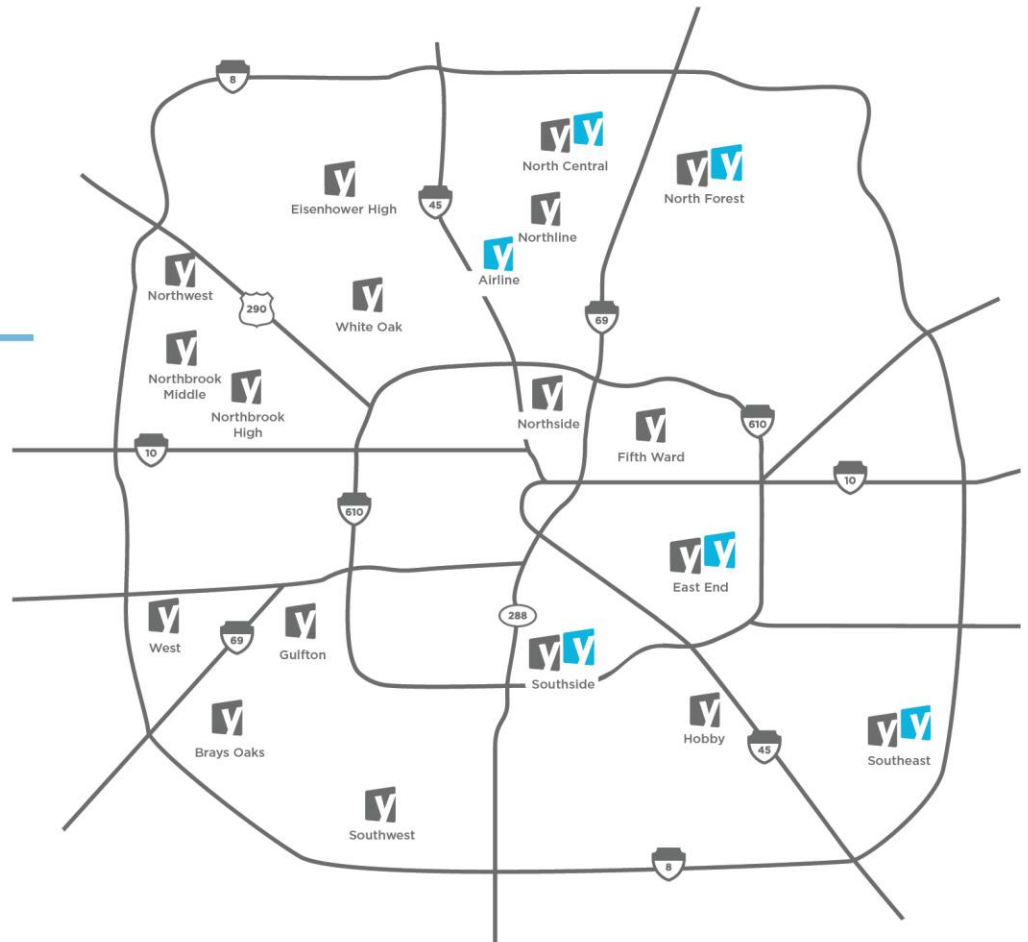 8
y y
North Central
y y
North Forest
y
Eisenhower High
45
y
Northline
y
Airline
y
Northwest
290
y
White Oak
69
y
Northbrook
Middle
y
Northbrook
High
y
Northside
y
Fifth Ward
610
10
10
610
y y
East End
y
West
69
y
Gulfton
288
y y
Southside
y
Brays Oaks
y
Hobby
45
y y
Southeast
y
Southwest
8